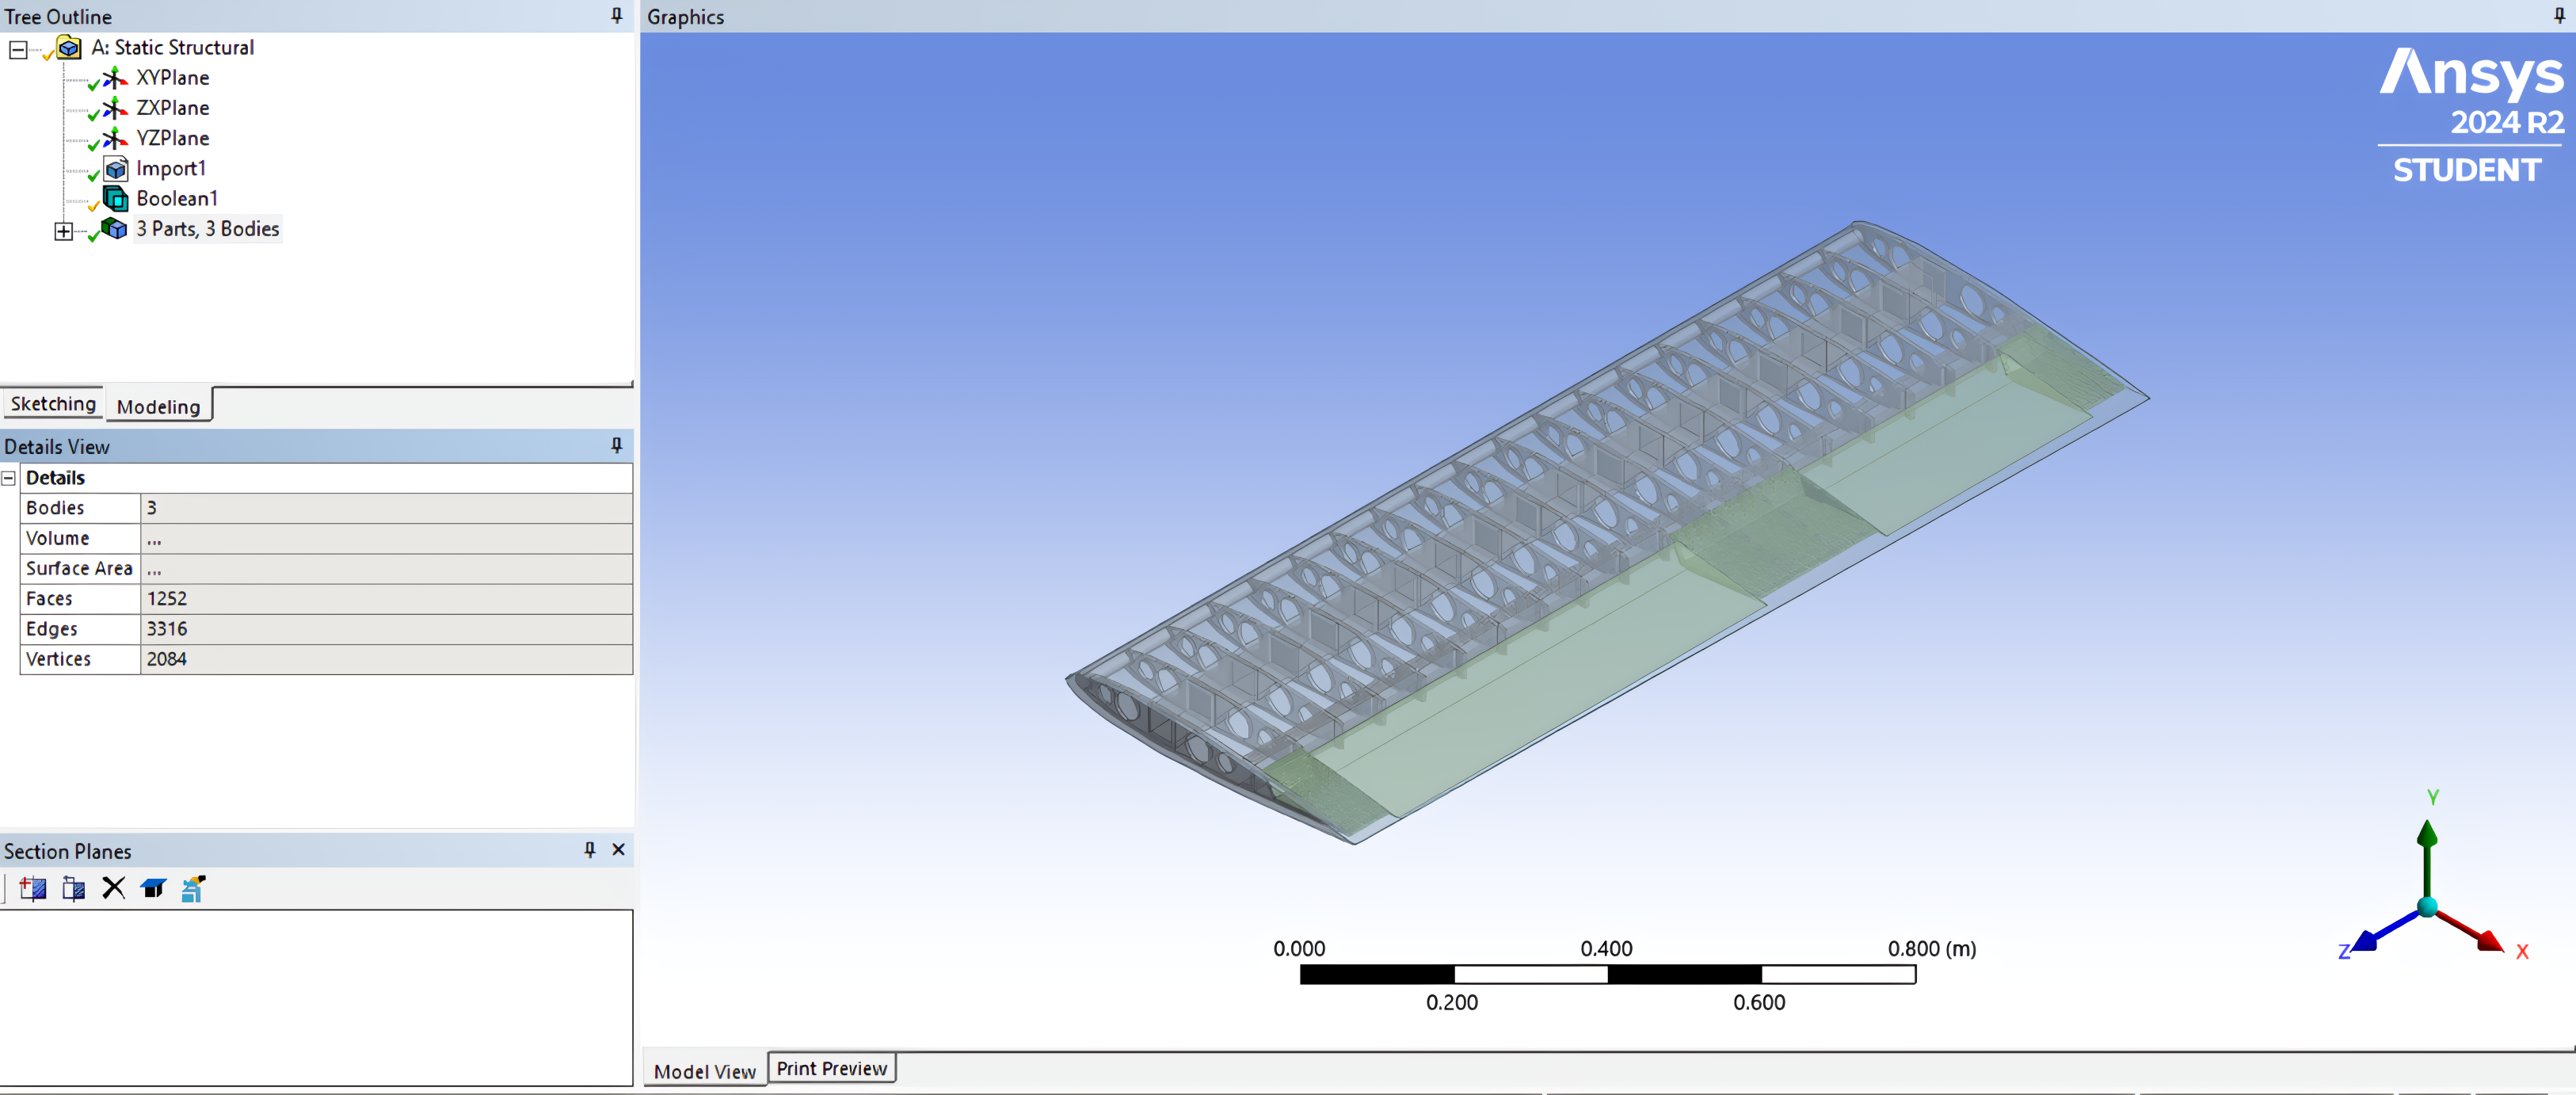 Tree Outline
A: Static Structural
XYPlane
ZXPlane
YZPlane
Import1
Boolean1
3 Parts, 3 Bodies
Sketching Modeling
Details View
Details
Bodies 3
Volume ...
Surface Area ...
Faces 1252
Edges 3316
Vertices 2084
Section Planes
Graphics
Ansys
2024 R2
STUDENT
0.000 0.400 0.800 (m)
0.200 0.600
Y
Z X
Model View Print Preview